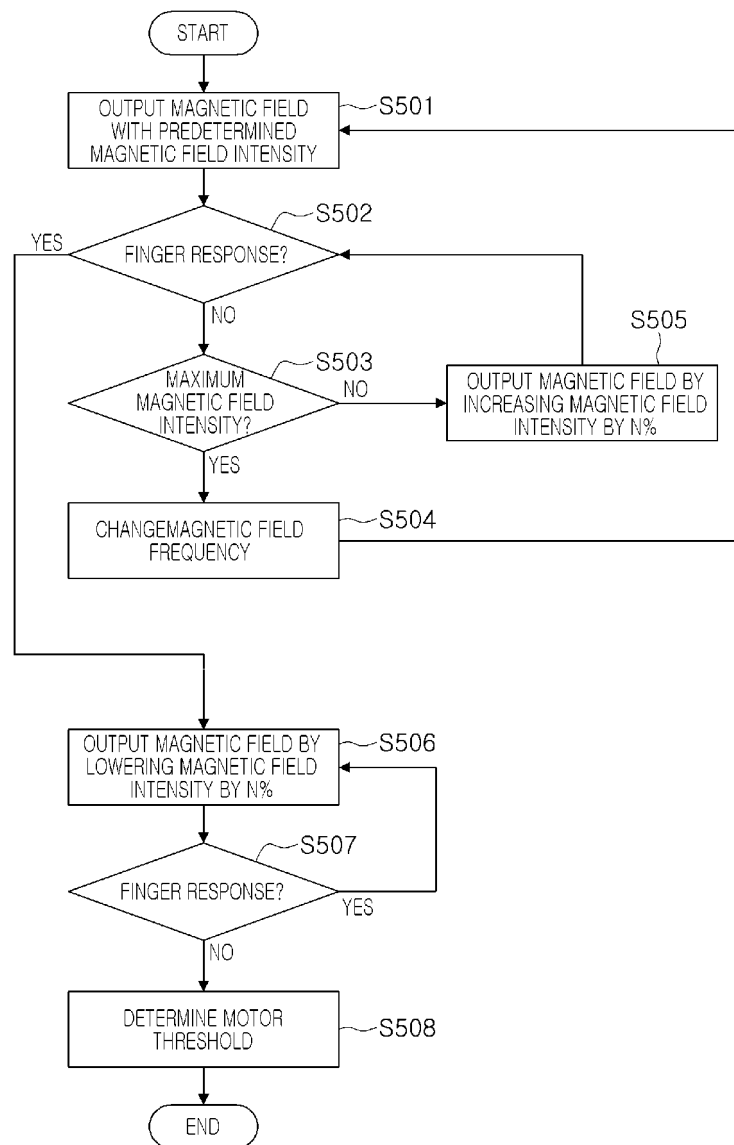 START
OUTPUT MAGNETIC FIELD
WITH PREDETERMINED
MAGNETIC FIELD INTENSITY
S501
S502
YES
FINGER RESPONSE?
NO
S503
MAXIMUM
MAGNETIC FIELD
INTENSITY?
NO
YES
S505
OUTPUT MAGNETIC FIELD BY
INCREASING MAGNETIC FIELD
INTENSITY BY N%
CHANGEMAGNETIC FIELD
FREQUENCY
S504
OUTPUT MAGNETIC FIELD BY
LOWERING MAGNETIC FIELD
INTENSITY BY N%
S506
S507
FINGER RESPONSE?
YES
NO
DETERMINE MOTOR
THRESHOLD
S508
END